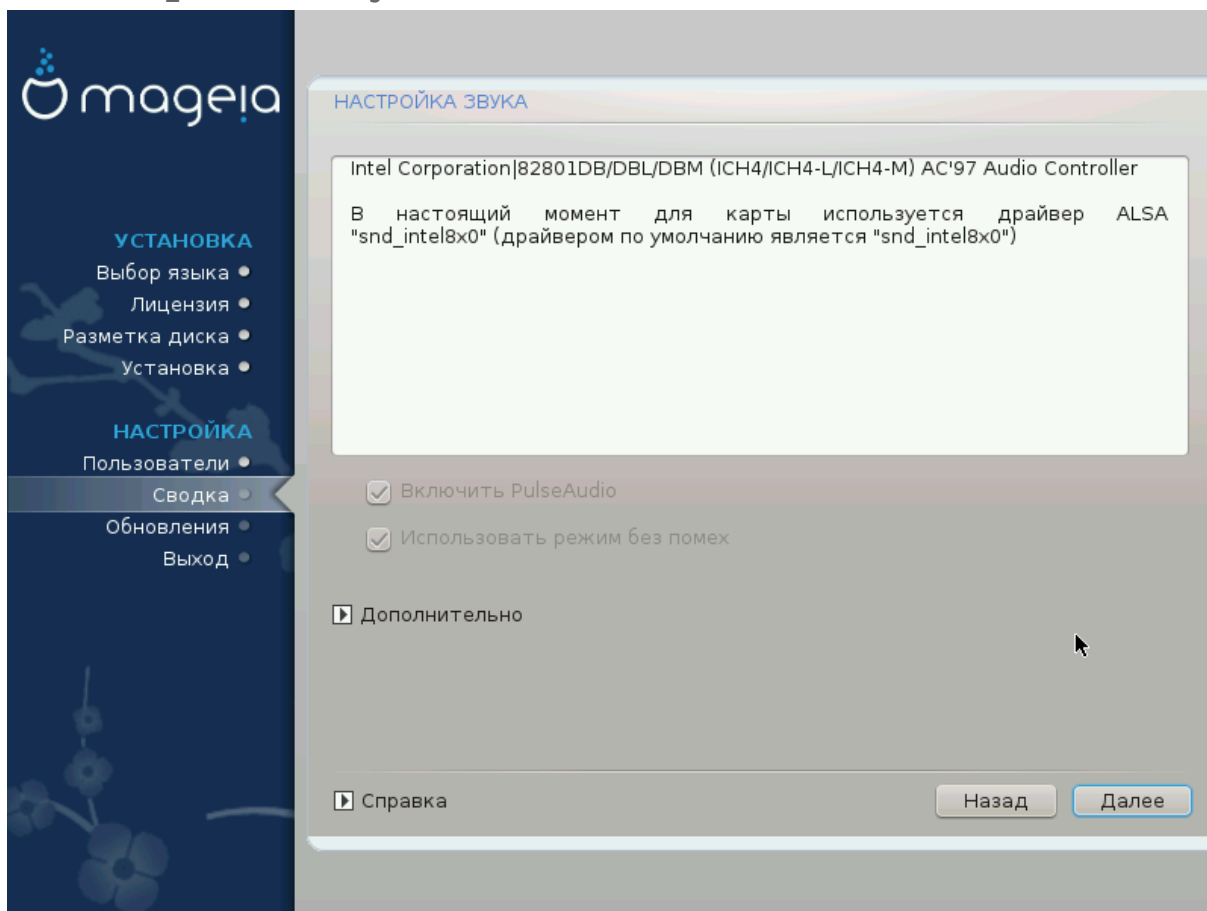 mageia
УСТАНОВКА
Выбор языка
Лицензия
Разметка диска
Установка
НАСТРОЙКА
Пользователи
Сводка
Обновления
Выход
НАСТРОЙКА ЗВУКА
Intel Corporation|82801DB/DBL/DBM (ICH4/ICH4-L/ICH4-M) AC'97 Audio Controller
В настоящий момент для карты используется драйвер ALSA
"snd_intel8x0" (драйвером по умолчанию является "snd_intel8x0")
Включить PulseAudio
Использовать режим без помех
Дополнительно
Справка
Назад
Далее